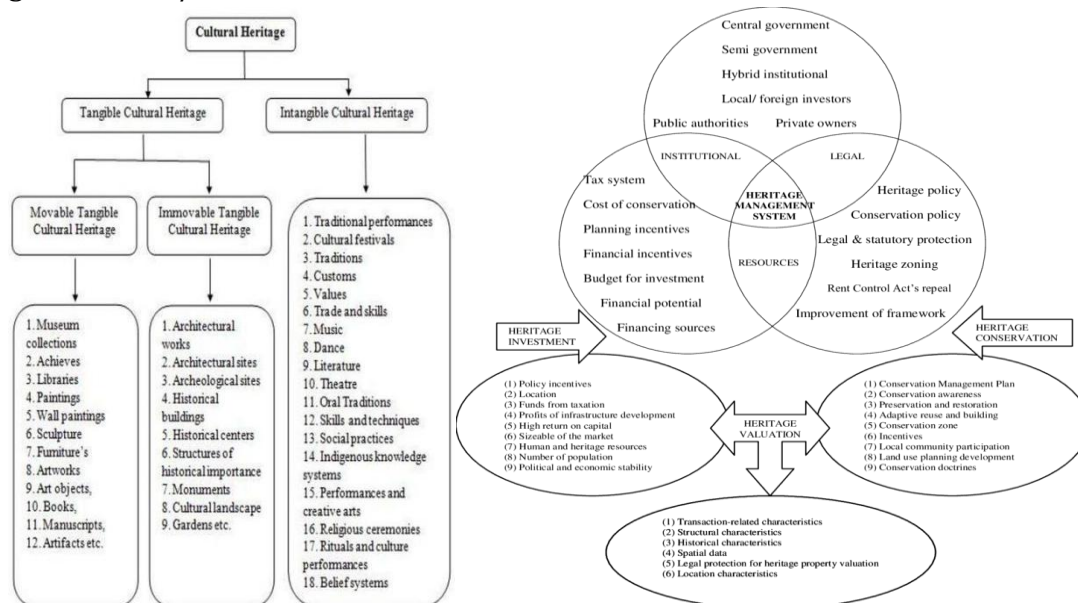 Cultural Heritage
Tangible Cultural Heritage
Intangible Cultural Heritage
Movable Tangible
Cultural Heritage
Immovable Tangible
Cultural Heritage
1. Museum
collections
2. Achieves
3. Libraries
4. Paintings
5. Wall paintings
6. Sculpture
7. Furniture's
8. Artworks
9. Art objects,
10. Books,
11. Manuscripts,
12. Artifacts etc.
1. Architectural
works
2. Architectural sites
3. Archeological sites
4. Historical
buildings
5. Historical centers
6. Structures of
historical importance
7. Monuments
8. Cultural landscape
9. Gardens etc.
1. Traditional performances
2. Cultural festivals
3. Traditions
4. Customs
5. Values
6. Trade and skills
7. Music
8. Dance
9. Literature
10. Theatre
11. Oral Traditions
12. Skills and techniques
13. Social practices
14. Indigenous knowledge
systems
15. Performances and
creative arts
16. Religious ceremonies
17. Rituals and culture
performances
18. Belief systems
Central government
Semi government
Hybrid institutional
Local/ foreign investors
Public authorities
Private owners
INSTITUTIONAL
LEGAL
HERITAGE
MANAGEMENT
SYSTEM
RESOURCES
Tax system
Cost of conservation
Planning incentives
Financial incentives
Budget for investment
Financial potential
Financing sources
Heritage policy
Conservation policy
Legal & statutory protection
Heritage zoning
Rent Control Act's repeal
Improvement of framework
HERITAGE
INVESTMENT
HERITAGE
CONSERVATION
(1) Policy incentives
(2) Location
(3) Funds from taxation
(4) Profits of infrastructure development
(5) High return on capital
(6) Sizeable of the market
(7) Human and heritage resources
(8) Number of population
(9) Political and economic stability
HERITAGE
VALUATION
(1) Conservation Management Plan
(2) Conservation awareness
(3) Preservation and restoration
(4) Adaptive reuse and building
(5) Conservation zone
(6) Incentives
(7) Local community participation
(8) Land use planning development
(9) Conservation doctrines
(1) Transaction-related characteristics
(2) Structural characteristics
(3) Historical characteristics
(4) Spatial data
(5) Legal protection for heritage property valuation
(6) Location characteristics